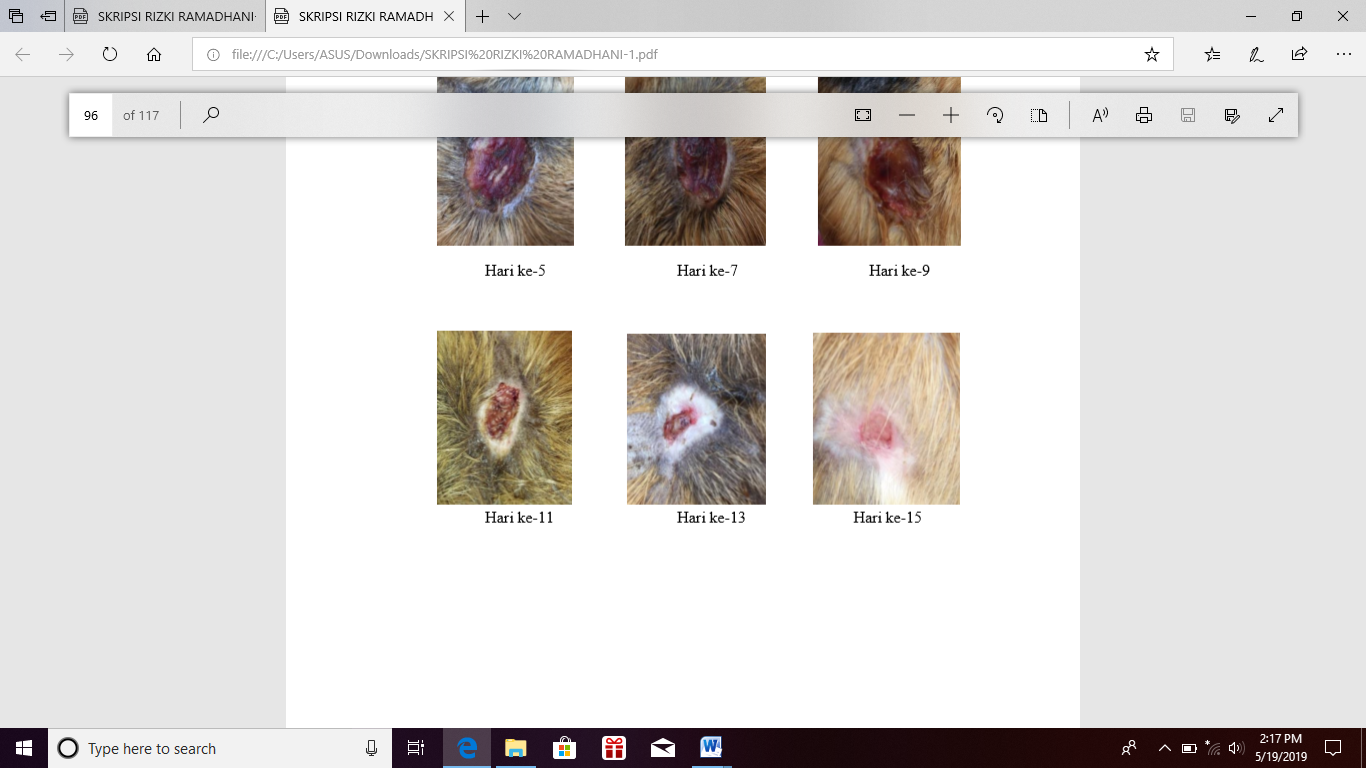 SKRIPSI RIZKI RAMADHANI-
SKRIPSI RIZKI RAMADH
file:///C:/Users/ASUS/Downloads/SKRIPSI%20RIZKI%20RAMADHANI-1.pdf
96 of 117
Hari ke-5 Hari ke-7 Hari ke-9
Hari ke-11 Hari ke-13 Hari ke-15
Type here to search
2:17 PM
5/19/2019